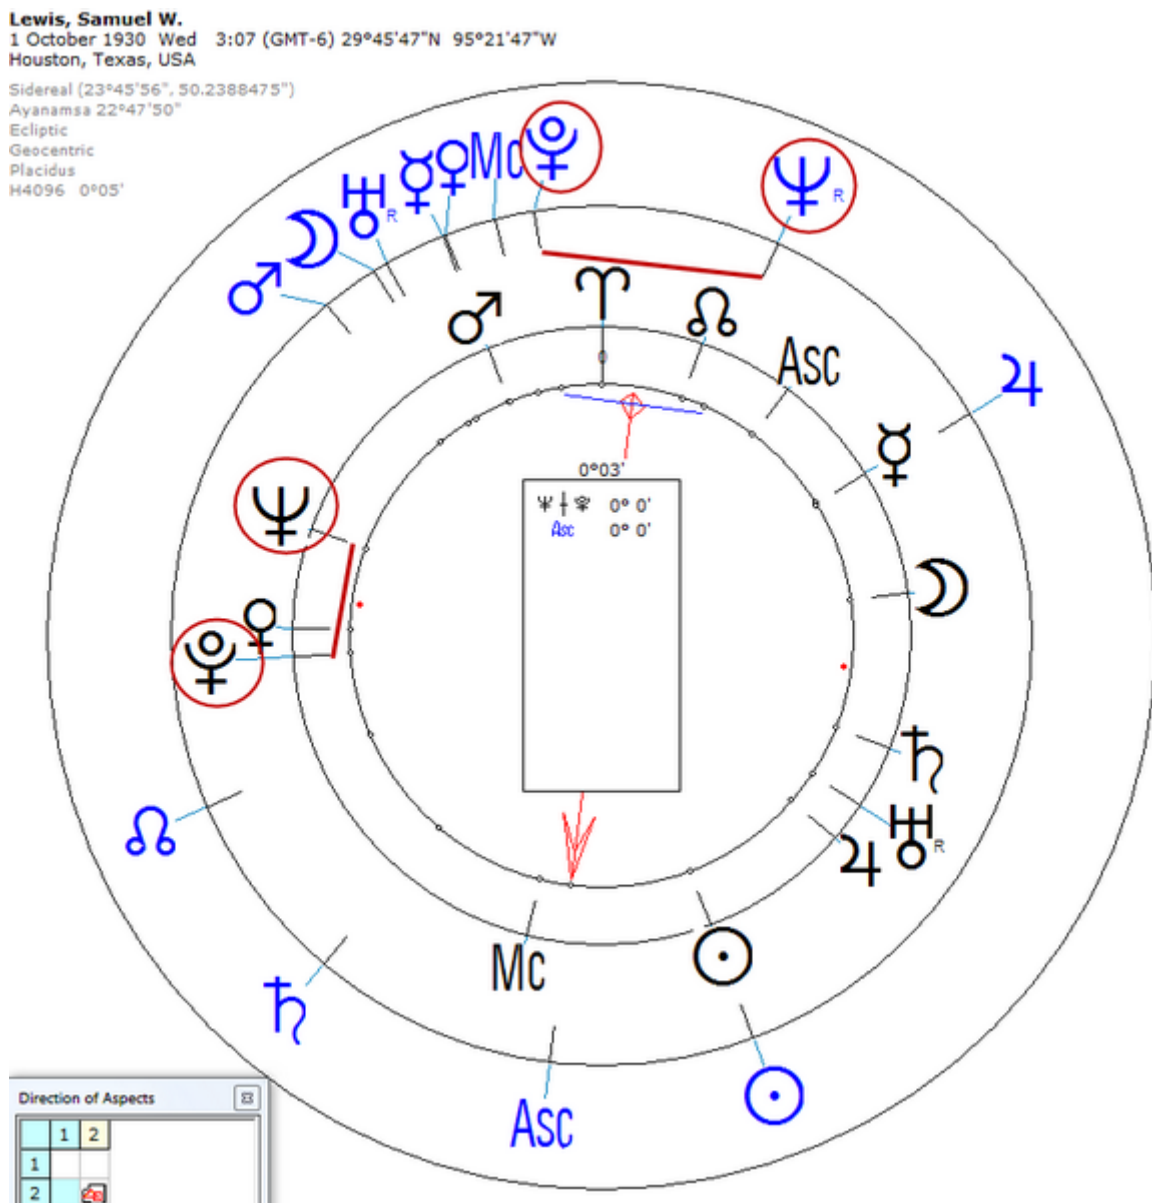 Lewis, Samuel W.
1 October 1930 Wed 3:07 (GMT-6) 29°45'47"N 95°21'47"W
Houston, Texas, USA
Sidereal (23°45'56", 50.2388475")
Ayanamsa 22°47'50"
Ecliptic
Geocentric
Placidus
H4096 0°05'
Mc
R
R
Asc
0
0°03'
0° 0'
Asc 0° 0'
R
Mc
Asc
Direction of Aspects
1 2
1
2